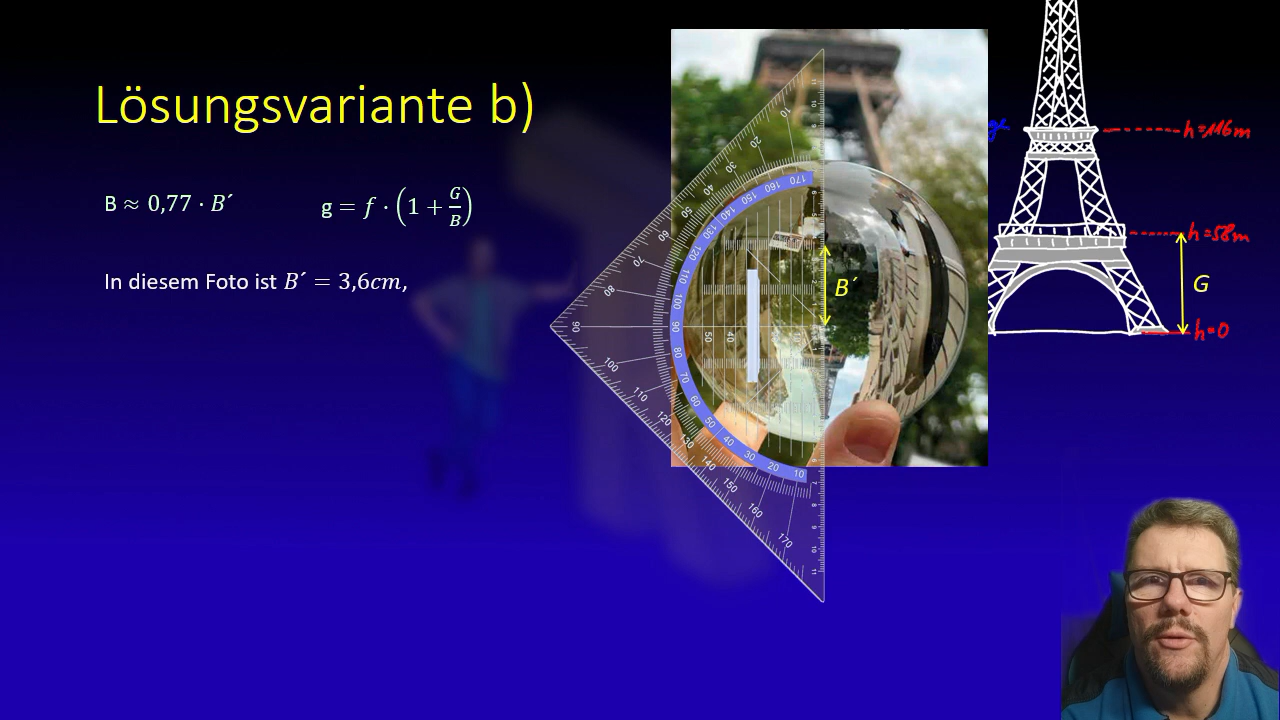 Lösungsvariante b)
B ≈ 0,77 · B´
g = f · (1 + G/B)
In diesem Foto ist B´ = 3,6cm,
B´
h=116m
h=58m
G
h=0